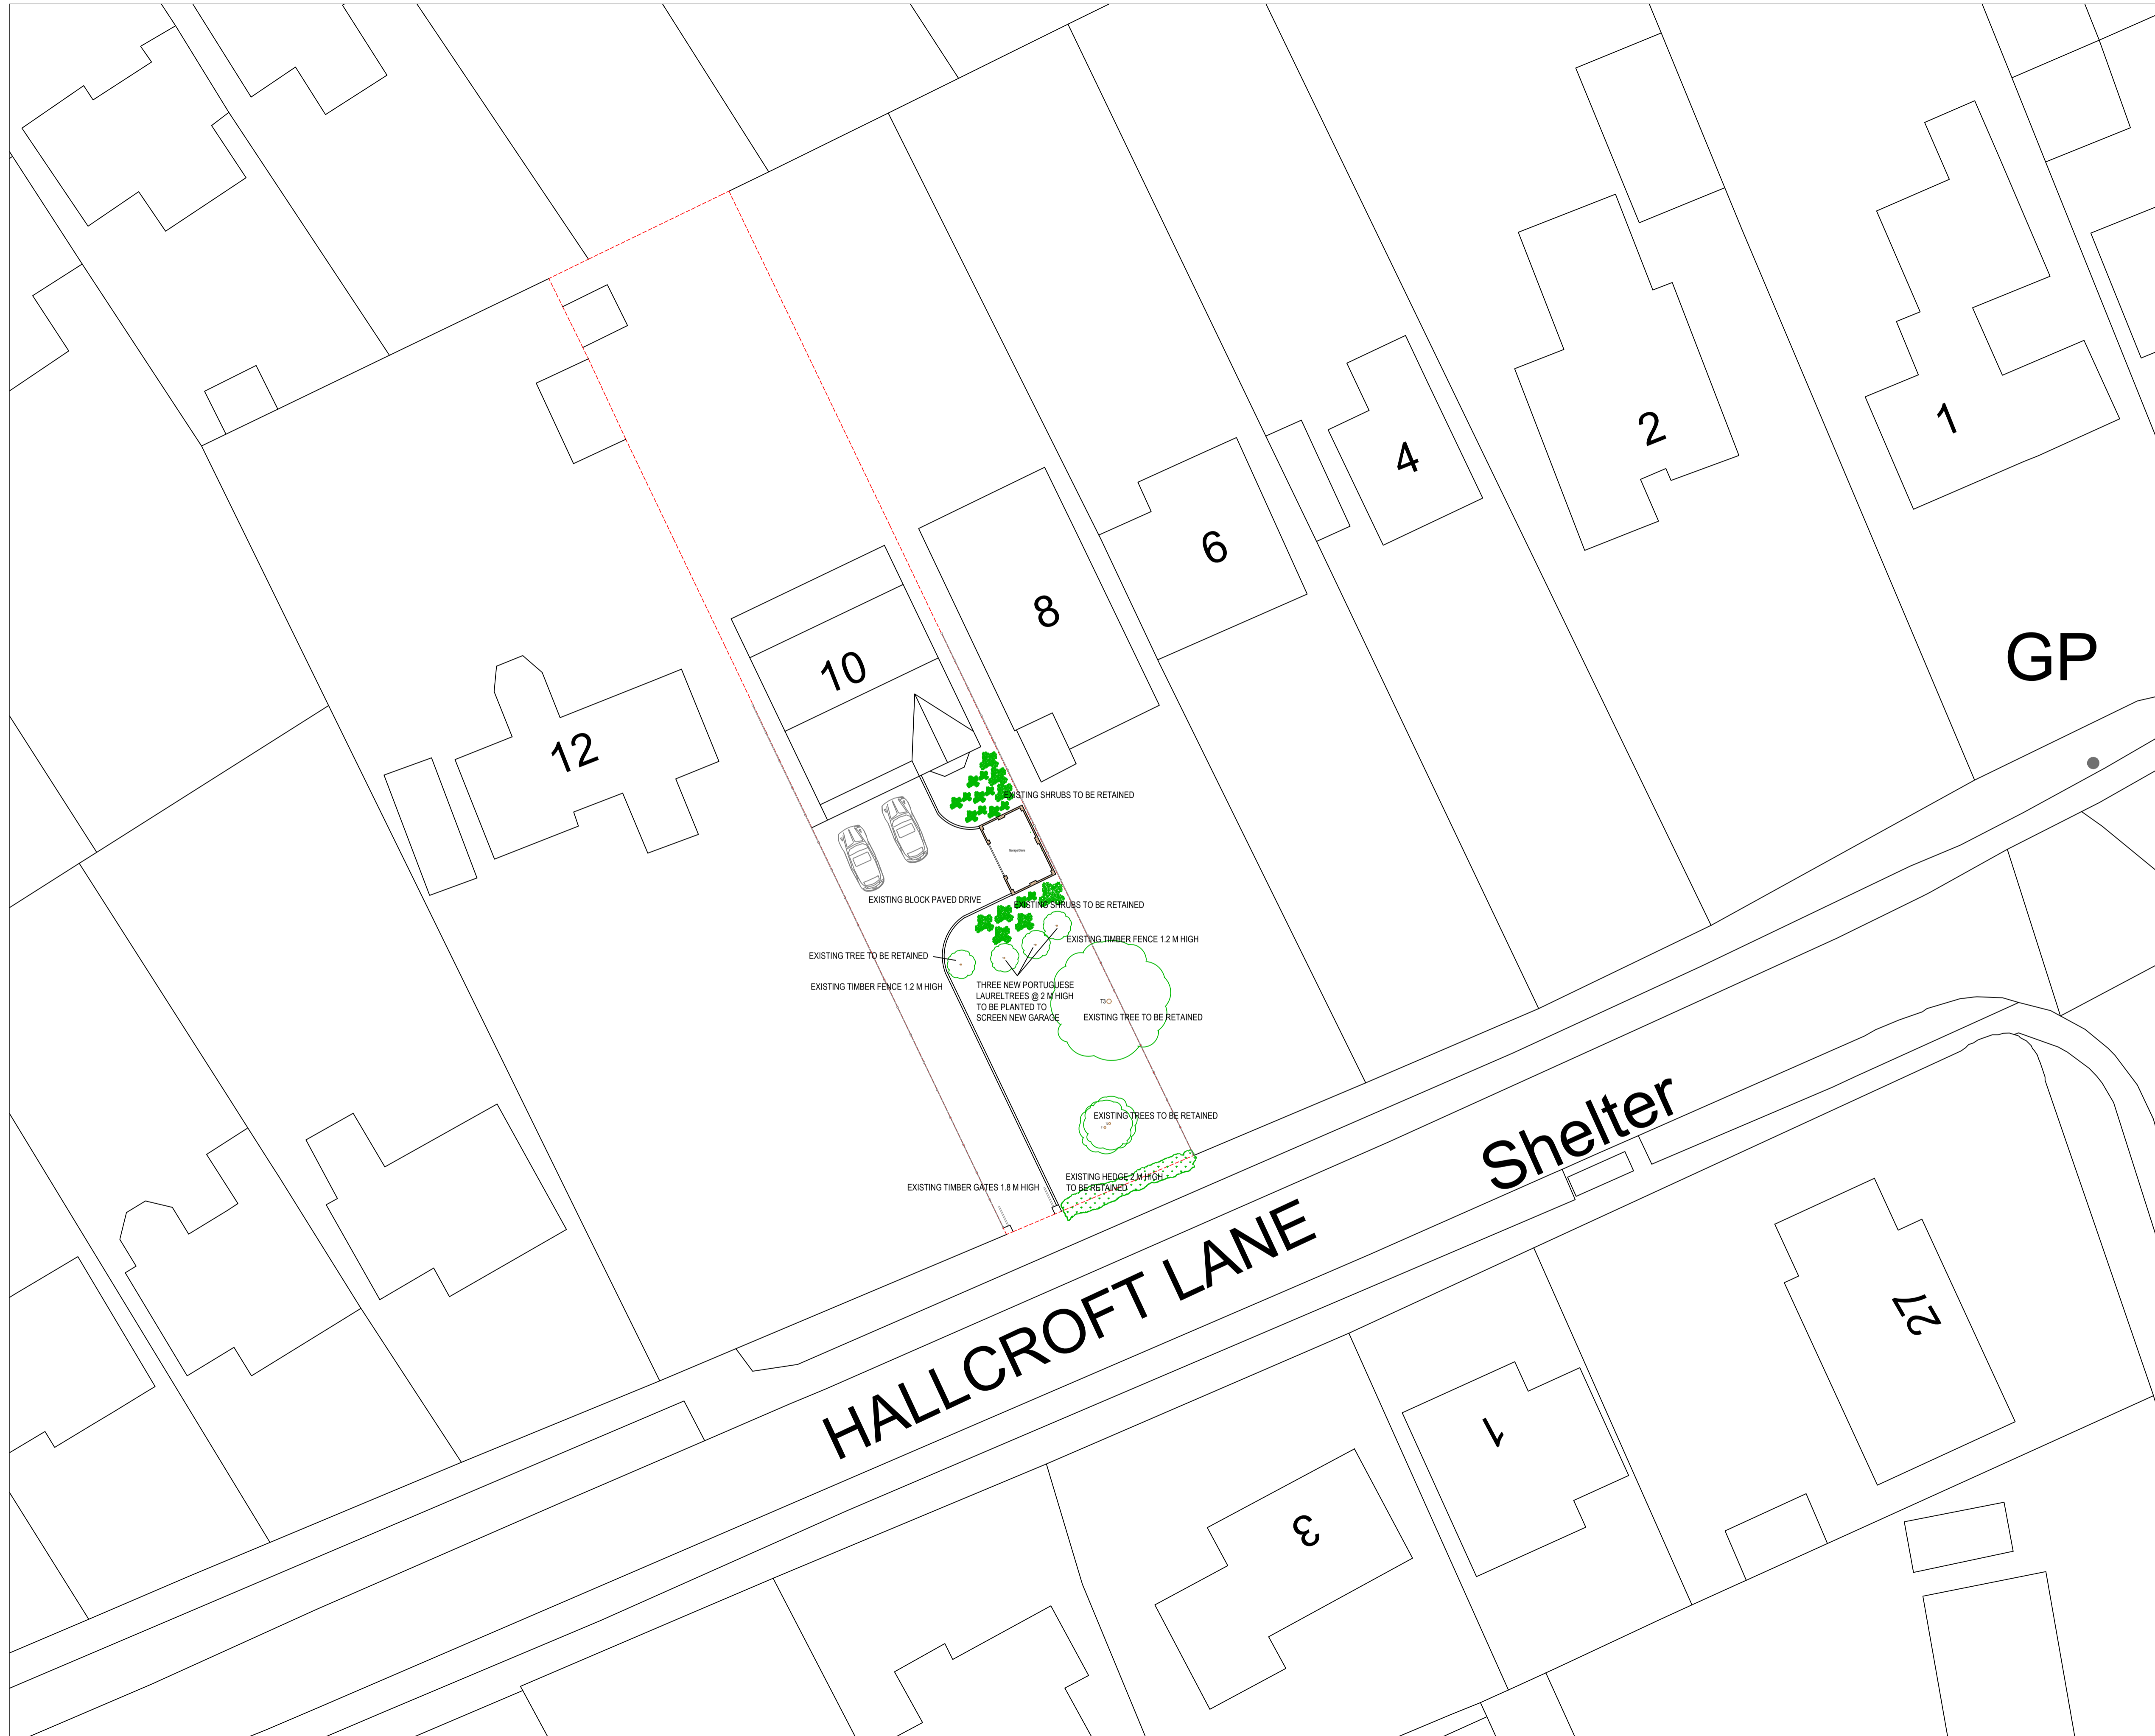 1
2
4
6
8
GP
10
12
EXISTING SHRUBS TO BE RETAINED
Garage/Store
EXISTING BLOCK PAVED DRIVE
EXISTING SHRUBS TO BE RETAINED
EXISTING TIMBER FENCE 1.2 M HIGH
EXISTING TREE TO BE RETAINED
EXISTING TIMBER FENCE 1.2 M HIGH
THREE NEW PORTUGUESE
LAURELTREES @ 2 M HIGH
TO BE PLANTED TO
SCREEN NEW GARAGE
T3
EXISTING TREE TO BE RETAINED
EXISTING TREES TO BE RETAINED
EXISTING HEDGE 2 M HIGH
TO BE RETAINED
EXISTING TIMBER GATES 1.8 M HIGH
Shelter
HALLCROFT LANE
27
1
3